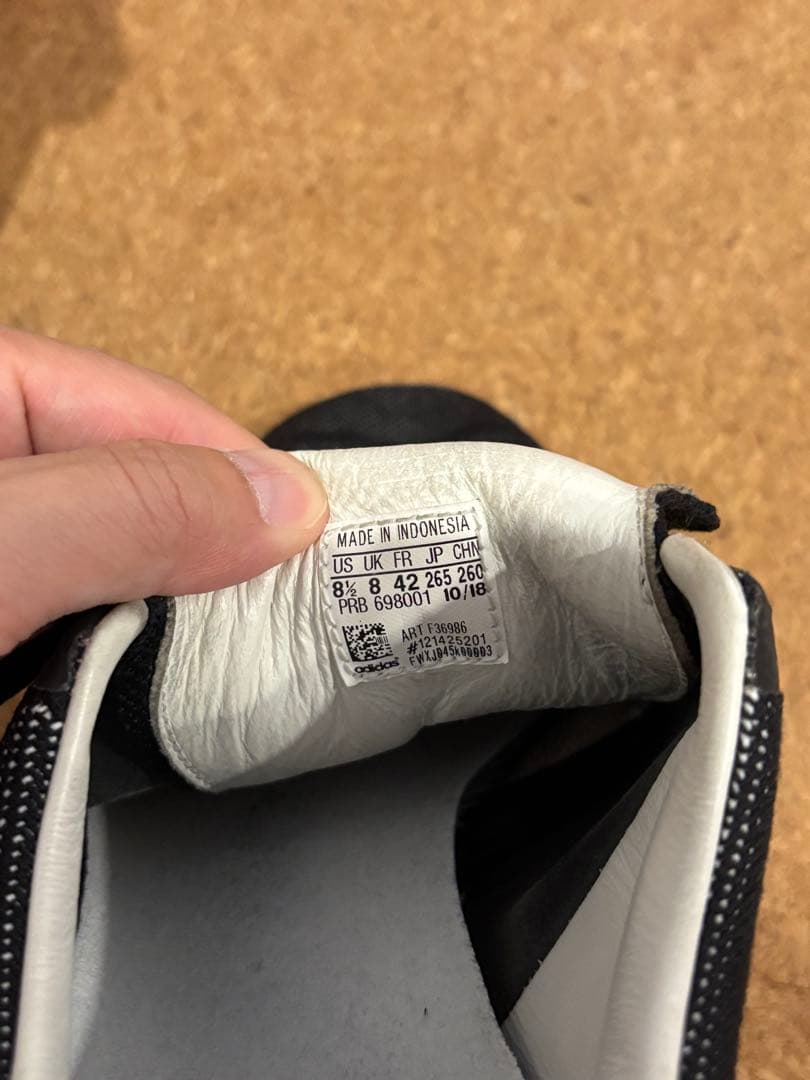 MADE IN INDONESIA
US UK FR JP CHN
8½ 8 42 265 260
PRB 698001 10/18
ART F36986
#121425201
adidas